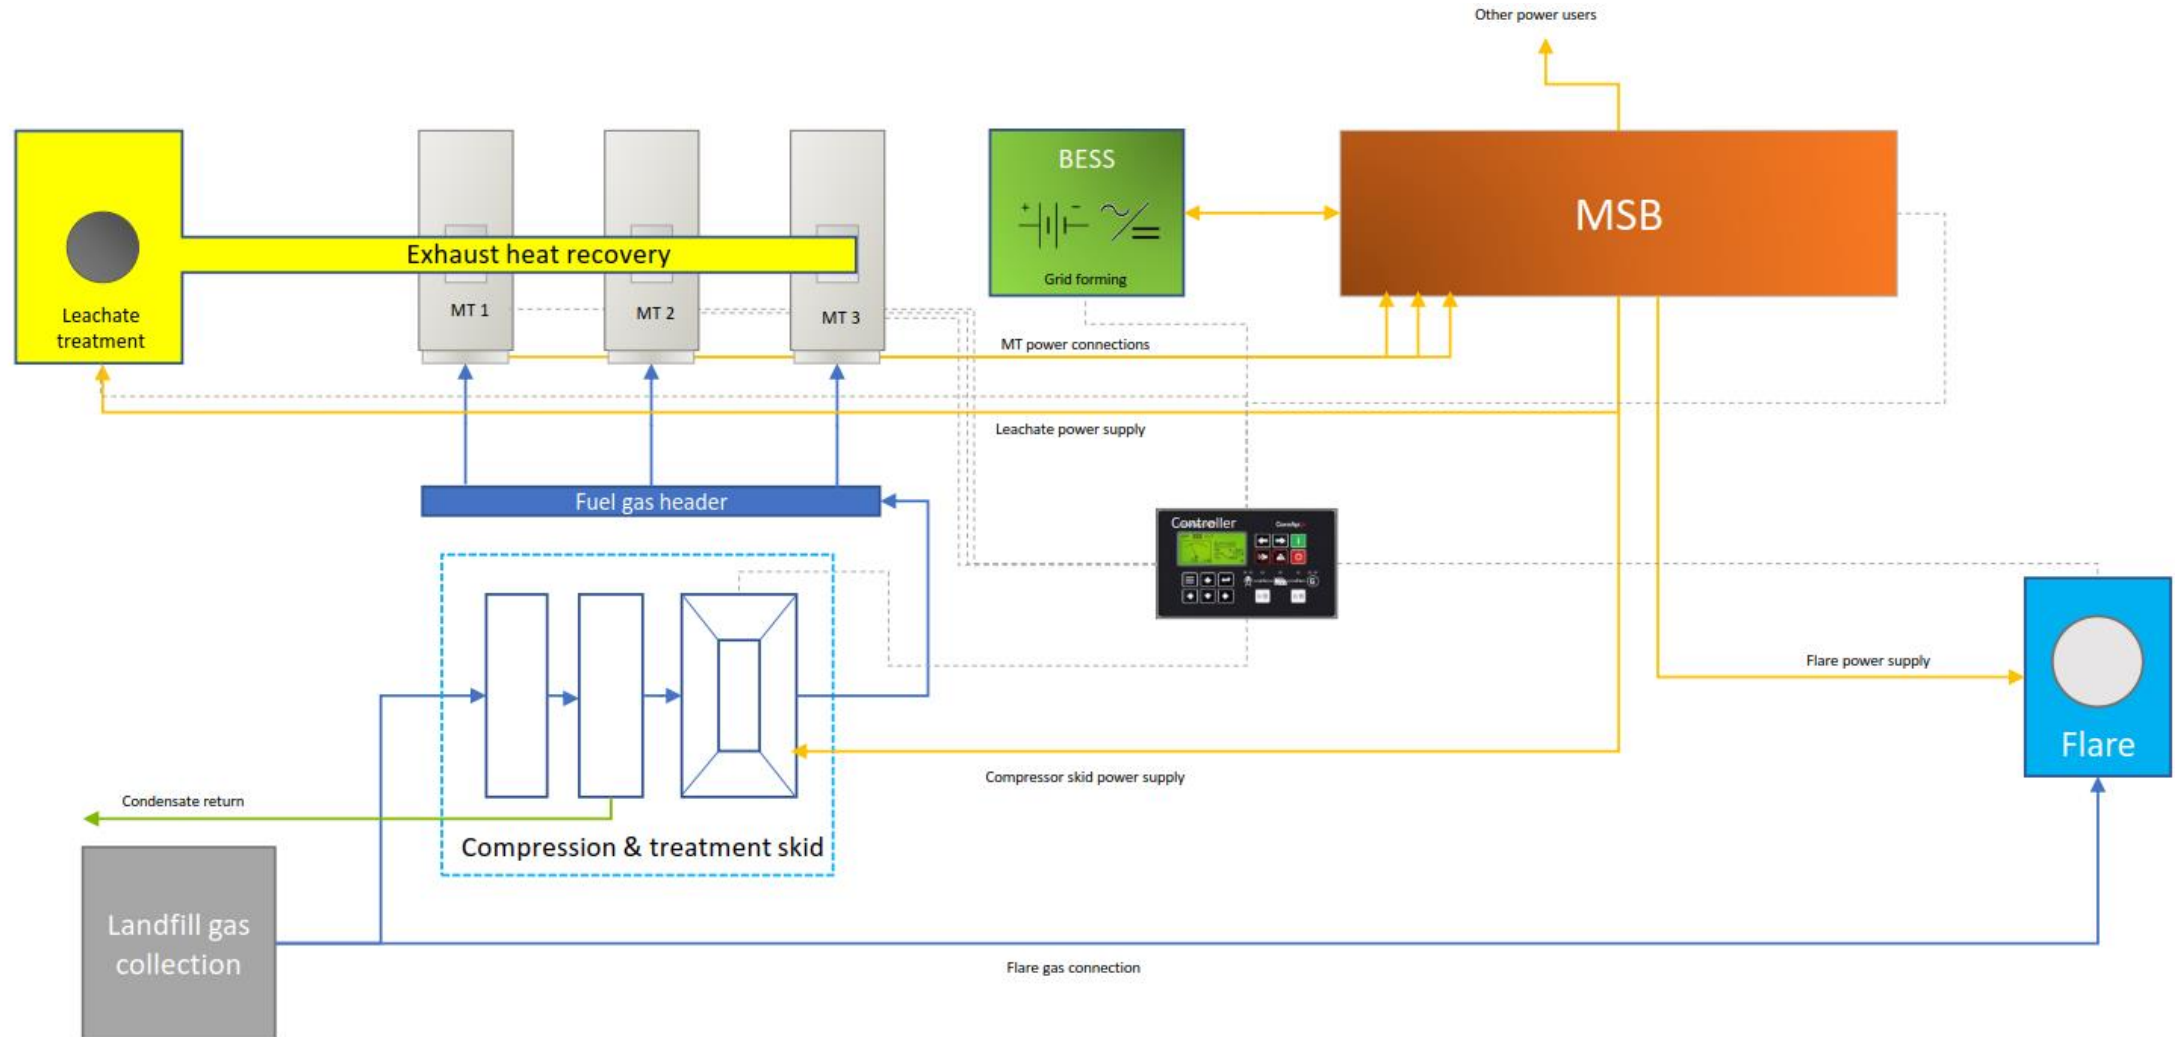 Other power users
BESS
+ −
Grid forming
MSB
Exhaust heat recovery
Leachate
treatment
MT 1
MT 2
MT 3
MT power connections
Leachate power supply
Fuel gas header
Controller
Flare power supply
Flare
Compressor skid power supply
Condensate return
Compression & treatment skid
Landfill gas
collection
Flare gas connection